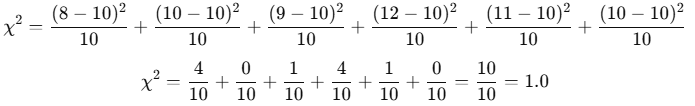 χ² = (8 − 10)²/10 + (10 − 10)²/10 + (9 − 10)²/10 + (12 − 10)²/10 + (11 − 10)²/10 + (10 − 10)²/10
χ² = 4/10 + 0/10 + 1/10 + 4/10 + 1/10 + 0/10 = 10/10 = 1.0